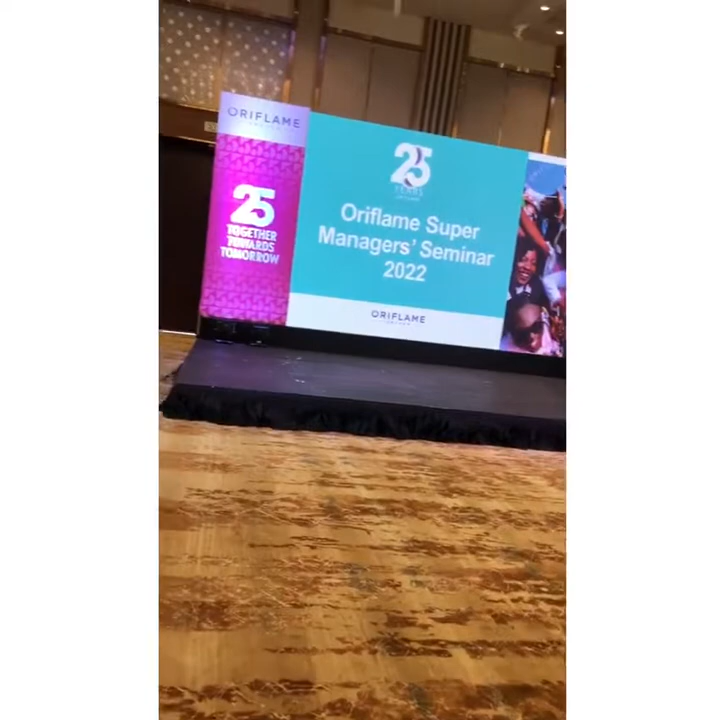 ORIFLAME
25
TOGETHER
TOWARDS
TOMORROW
25
YEARS
Oriflame Super
Managers' Seminar
2022
ORIFLAME